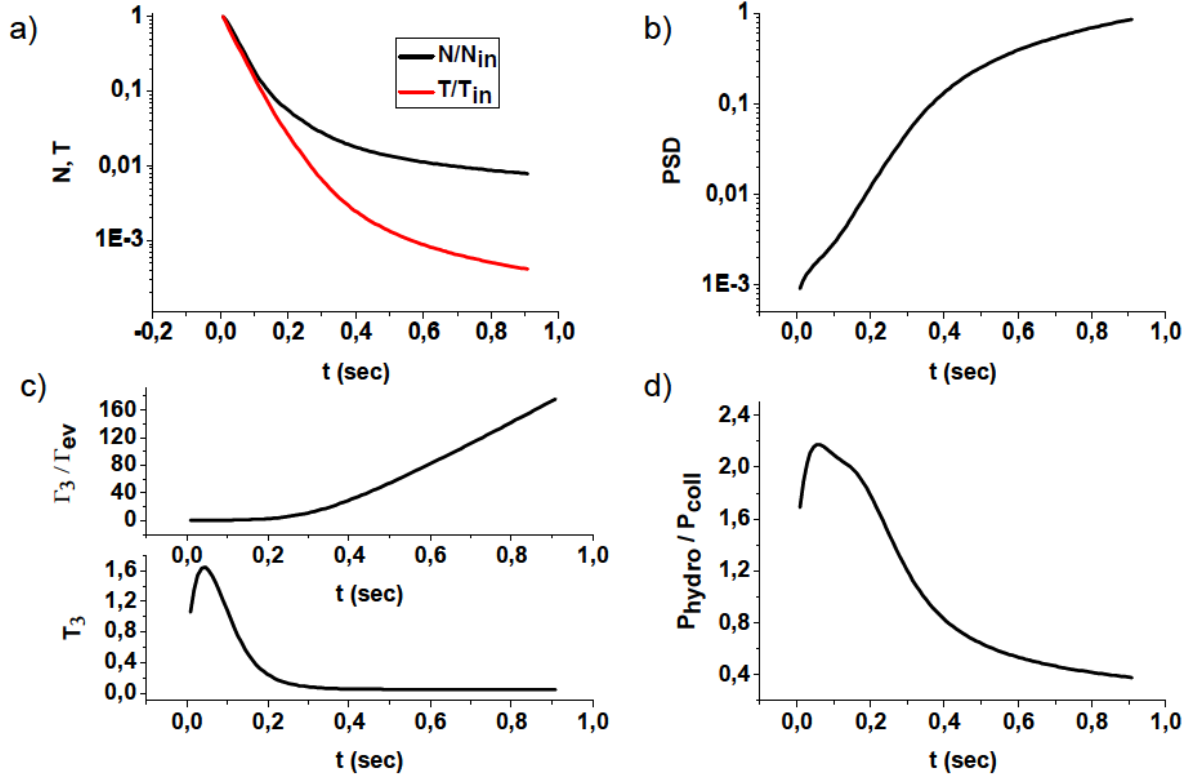 a)
N, T
1
0,1
0,01
1E-3
N/Nin
T/Tin
-0,2 0,0 0,2 0,4 0,6 0,8 1,0
t (sec)
b)
PSD
1
0,1
0,01
1E-3
0,0 0,2 0,4 0,6 0,8 1,0
t (sec)
c)
Γ3 / Γev
160
120
80
40
0
0,0 0,2 0,4 0,6 0,8 1,0
t (sec)
T3
1,6
1,2
0,8
0,4
0,0
0,0 0,2 0,4 0,6 0,8 1,0
t (sec)
d)
Phydro / Pcoll
2,4
2,0
1,6
1,2
0,8
0,4
0,0 0,2 0,4 0,6 0,8 1,0
t (sec)